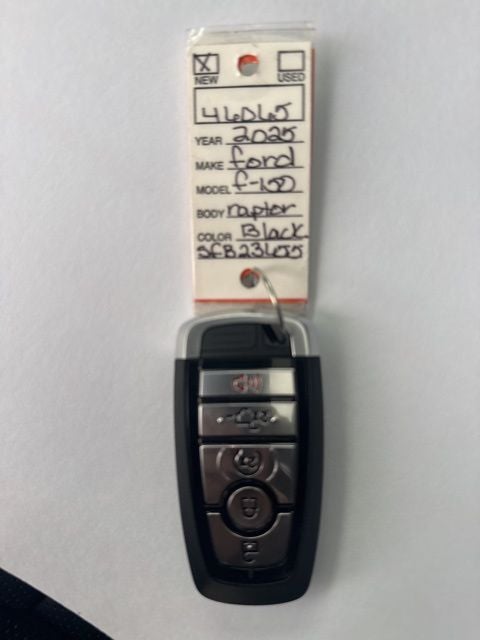 X
NEW USED
46065
YEAR 2025
MAKE ford
MODEL f-150
BODY raptor
COLOR Black
SFB23655